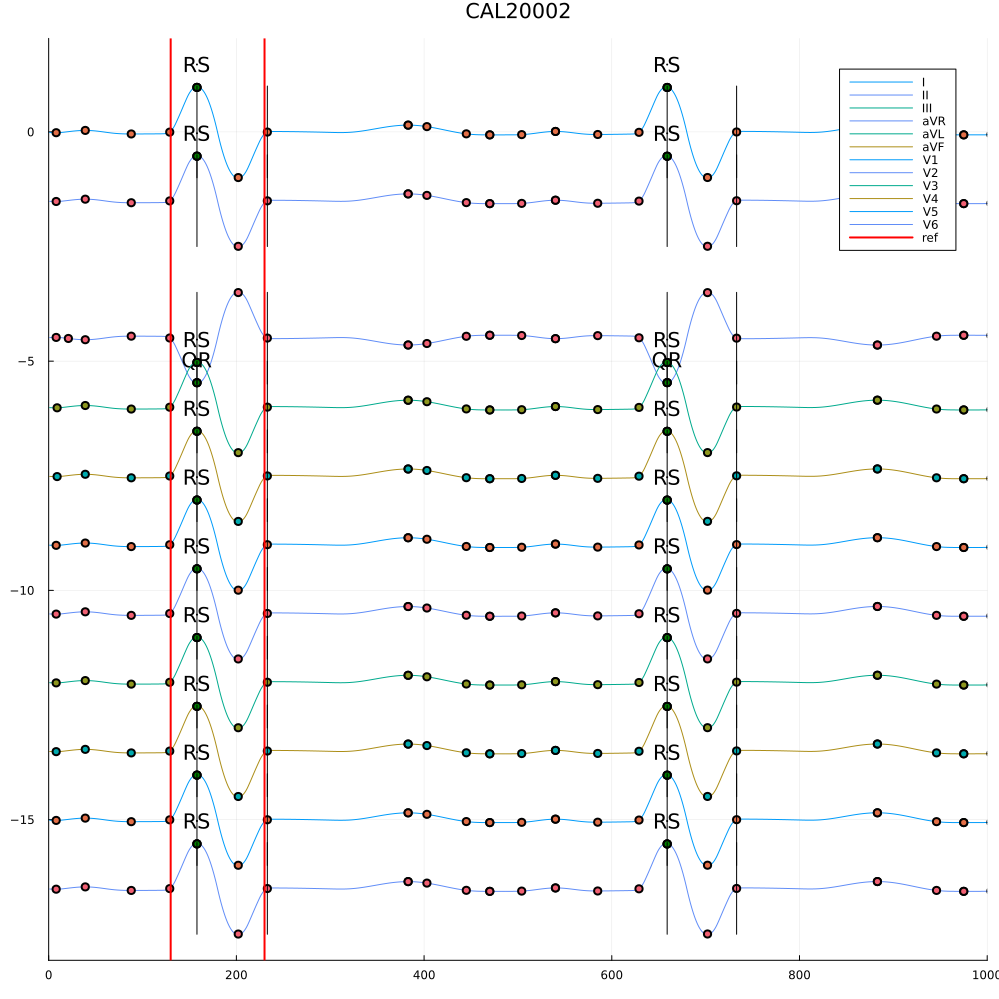 CAL20002
RS RS
RS RS
0
I
II
III
aVR
aVL
aVF
V1
V2
V3
V4
V5
V6
ref
RS RS
QR QR
−5
RS RS
RS RS
RS RS
−10
RS RS
RS RS
RS RS
−15
RS RS
0 200 400 600 800 1000